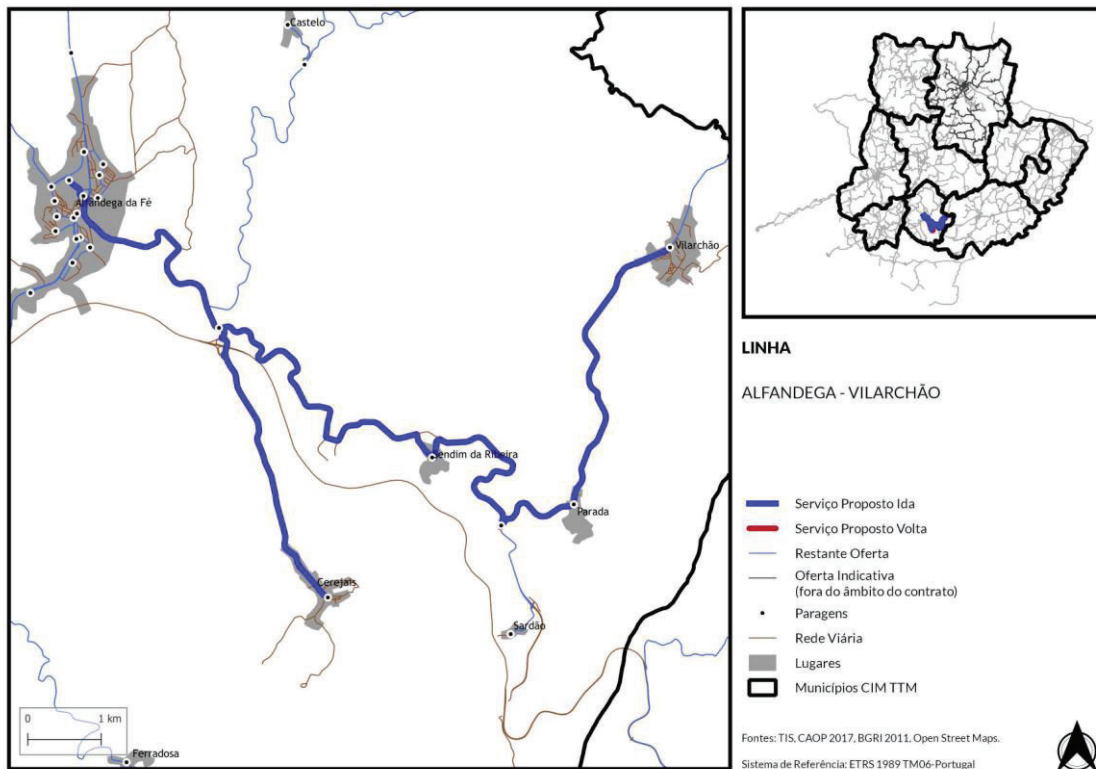 Castelo
Alfandega da Fé
Vilarchão
Sendim da Ribeira
Parada
Cerejais
Sardão
Ferradosa
0 1 km
LINHA
ALFANDEGA - VILARCHÃO
Serviço Proposto Ida
Serviço Proposto Volta
Restante Oferta
Oferta Indicativa
(fora do âmbito do contrato)
Paragens
Rede Viária
Lugares
Municípios CIM TTM
Fontes: TIS, CAOP 2017, BGRI 2011, Open Street Maps.
Sistema de Referência: ETRS 1989 TM06-Portugal